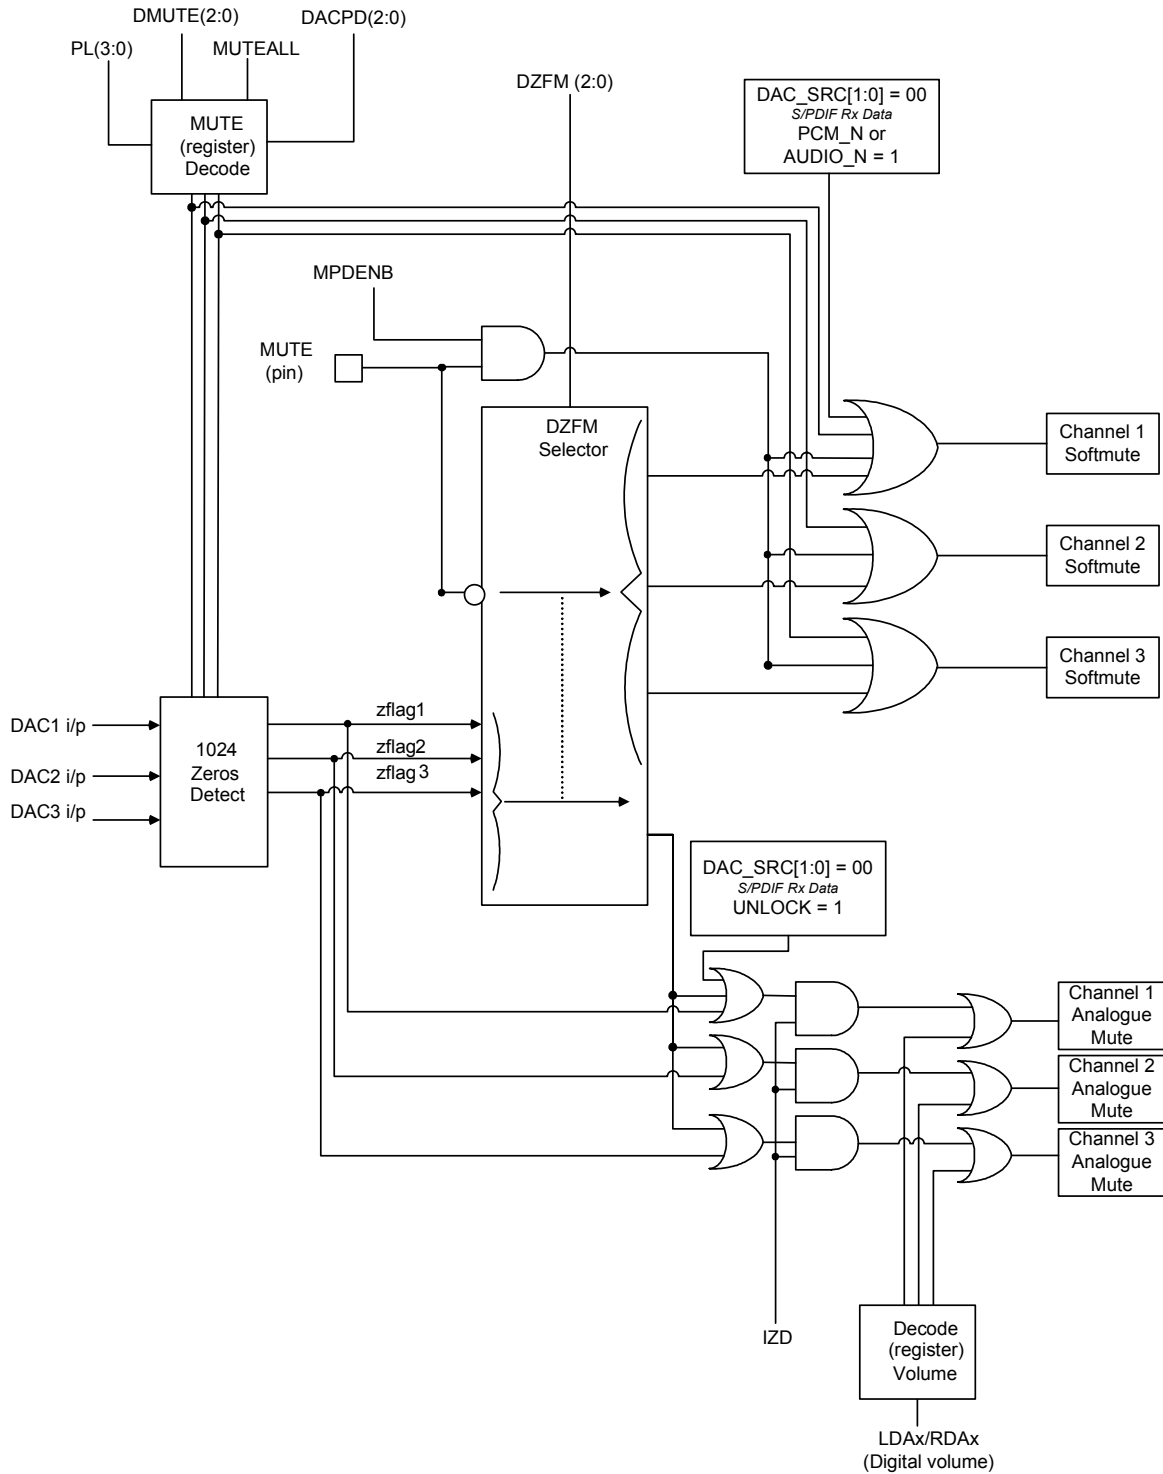 DMUTE(2:0)
DACPD(2:0)
PL(3:0)
MUTEALL
DZFM (2:0)
MUTE
(register)
Decode
DAC_SRC[1:0] = 00
S/PDIF Rx Data
PCM_N or
AUDIO_N = 1
MPDENB
MUTE
(pin)
DZFM
Selector
Channel 1
Softmute
Channel 2
Softmute
Channel 3
Softmute
DAC1 i/p
DAC2 i/p
DAC3 i/p
1024
Zeros
Detect
zflag1
zflag2
zflag 3
DAC_SRC[1:0] = 00
S/PDIF Rx Data
UNLOCK = 1
Channel 1
Analogue
Mute
Channel 2
Analogue
Mute
Channel 3
Analogue
Mute
IZD
Decode
(register)
Volume
LDAx/RDAx
(Digital volume)